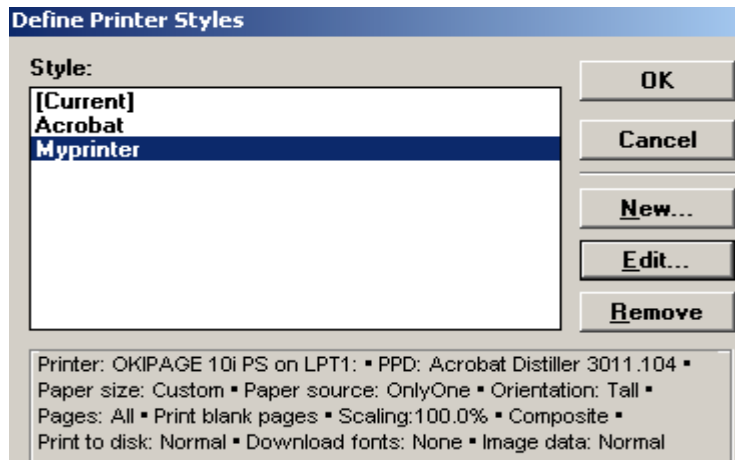 Define Printer Styles
Style:
[Current]
Acrobat
Myprinter
OK
Cancel
New...
Edit...
Remove
Printer: OKIPAGE 10i PS on LPT1: ▪ PPD: Acrobat Distiller 3011.104 ▪
Paper size: Custom ▪ Paper source: OnlyOne ▪ Orientation: Tall ▪
Pages: All ▪ Print blank pages ▪ Scaling:100.0% ▪ Composite ▪
Print to disk: Normal ▪ Download fonts: None ▪ Image data: Normal